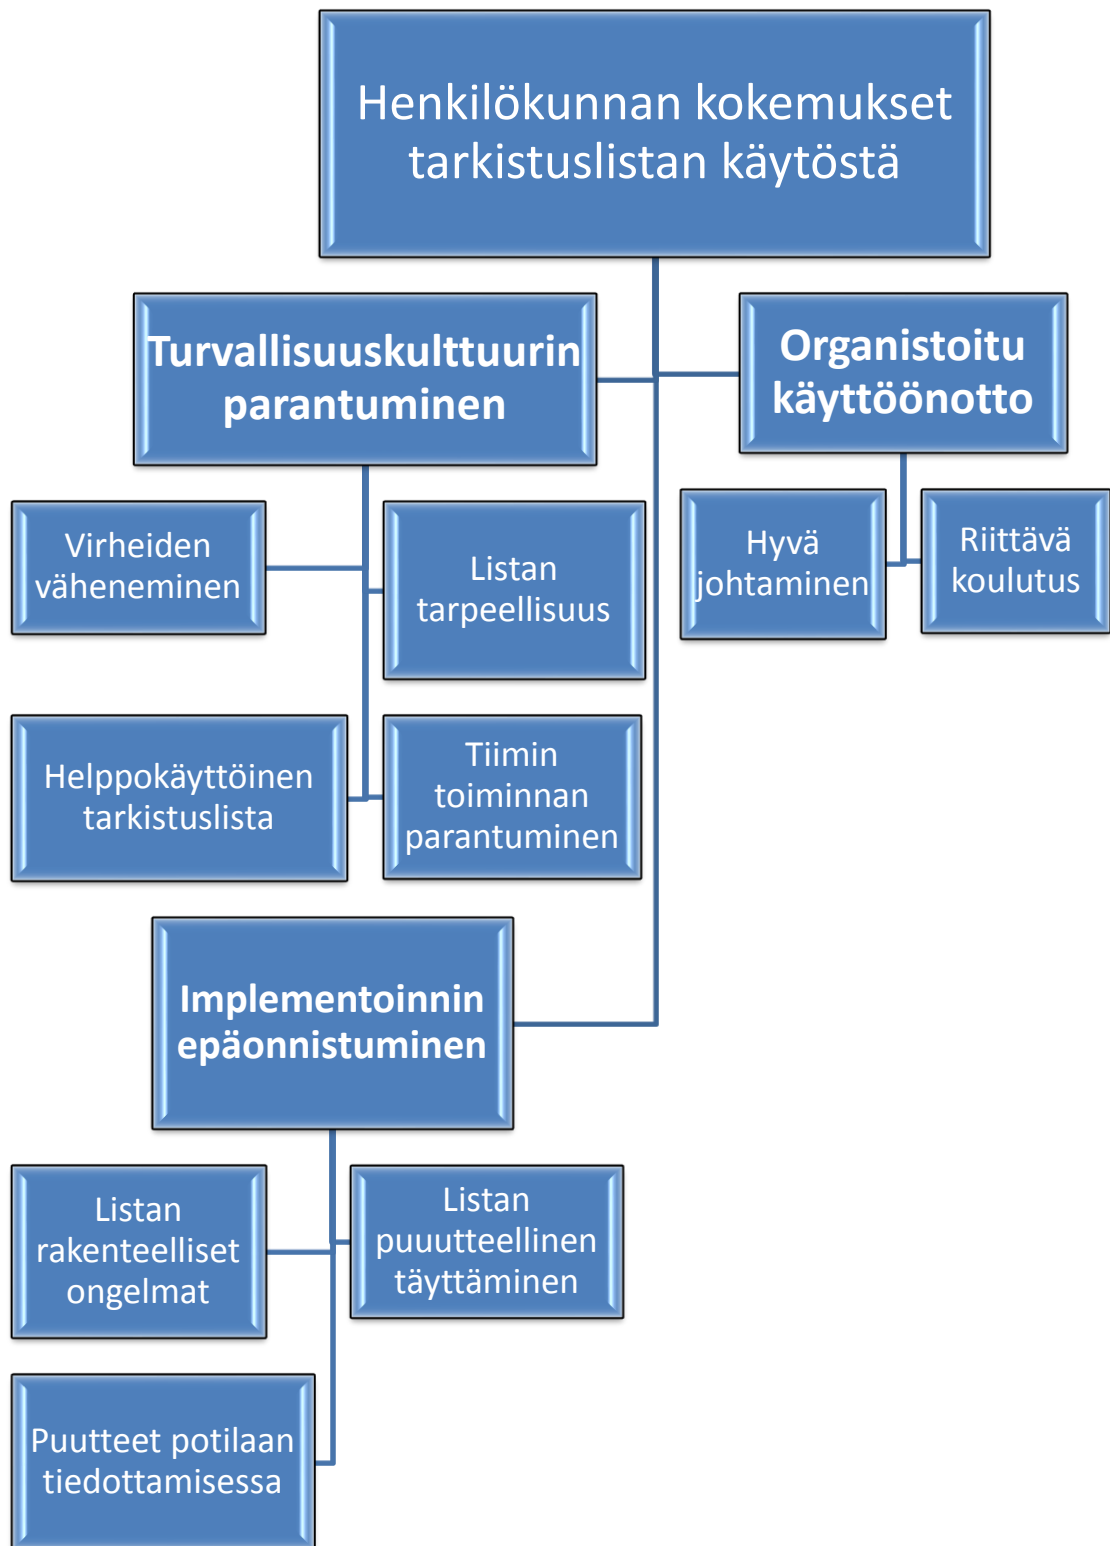 Henkilökunnan kokemukset
tarkistuslistan käytöstä
Turvallisuuskulttuurin
parantuminen
Organistoitu
käyttöönotto
Virheiden
väheneminen
Listan
tarpeellisuus
Hyvä
johtaminen
Riittävä
koulutus
Helppokäyttöinen
tarkistuslista
Tiimin
toiminnan
parantuminen
Implementoinnin
epäonnistuminen
Listan
rakenteelliset
ongelmat
Listan
puuutteellinen
täyttäminen
Puutteet potilaan
tiedottamisessa